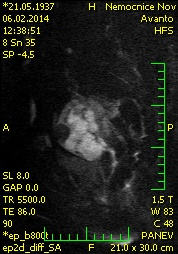 *21.05.1937 H Nemocnice Nov
06.02.2014 Avanto
12:38:51 HFS
8 Sn 35
SP -4.5
A P
SL 8.0
GAP 0.0
TR 5500.0 1.5 T
TE 86.0 W 83
90 C 48
*ep_b800t PANEV
ep2d_diff_SA F 21.0 x 30.0 cm